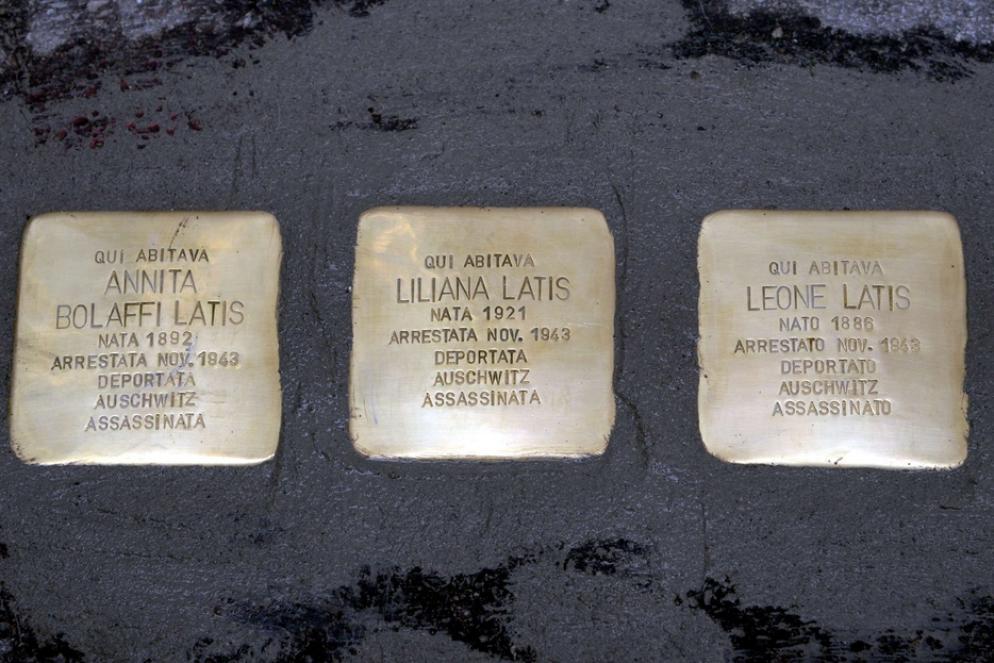 QUI ABITAVA
ANNITA
BOLAFFI LATIS
NATA 1892
ARRESTATA NOV. 1943
DEPORTATA
AUSCHWITZ
ASSASSINATA
QUI ABITAVA
LILIANA LATIS
NATA 1921
ARRESTATA NOV. 1943
DEPORTATA
AUSCHWITZ
ASSASSINATA
QUI ABITAVA
LEONE LATIS
NATO 1886
ARRESTATO NOV. 1943
DEPORTATO
AUSCHWITZ
ASSASSINATO